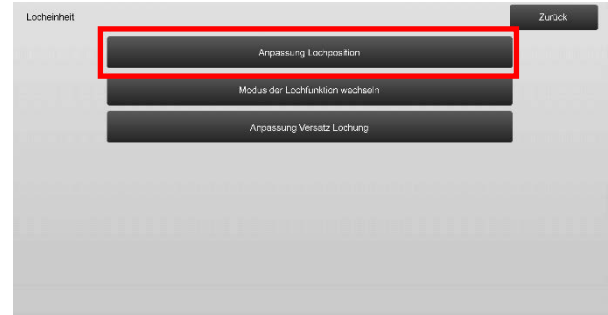 Locheinheit
Zurück
Anpassung Lochposition
Modus der Lochfunktion wechseln
Anpassung Versatz Lochung